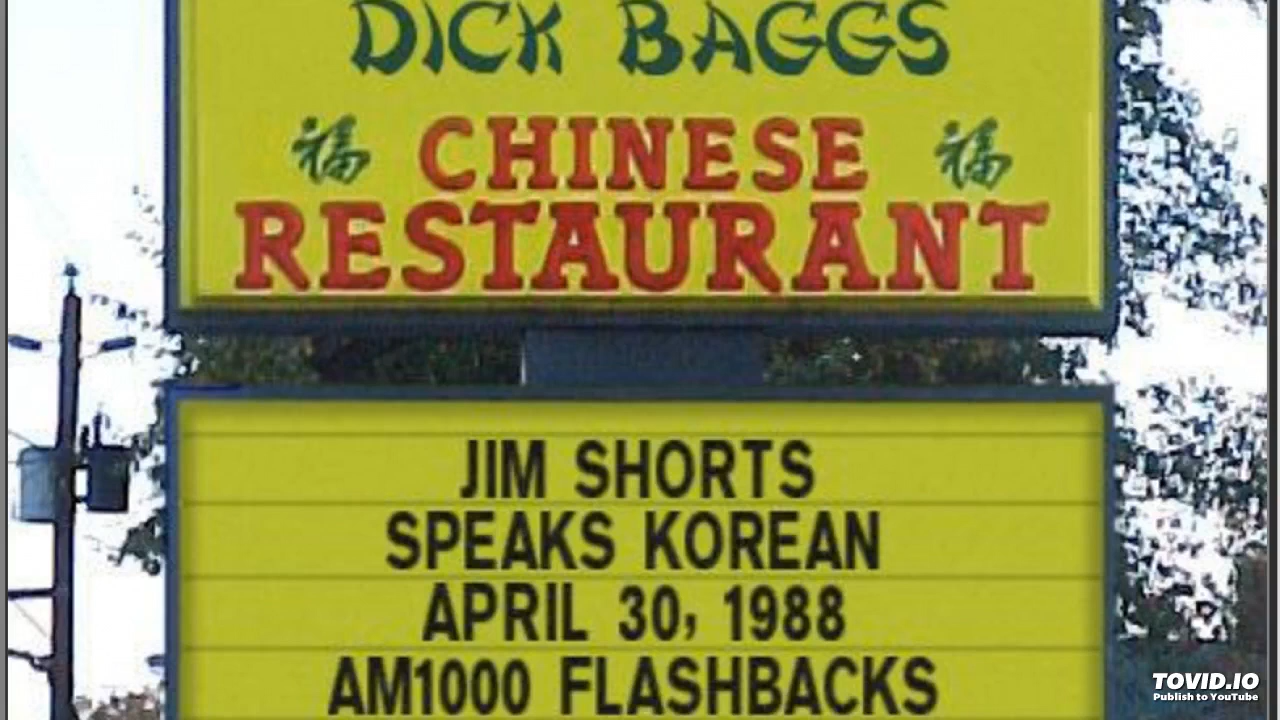 DICK BAGGS
福 CHINESE 福
RESTAURANT
JIM SHORTS
SPEAKS KOREAN
APRIL 30, 1988
AM1000 FLASHBACKS
TOVID.IO
Publish to YouTube